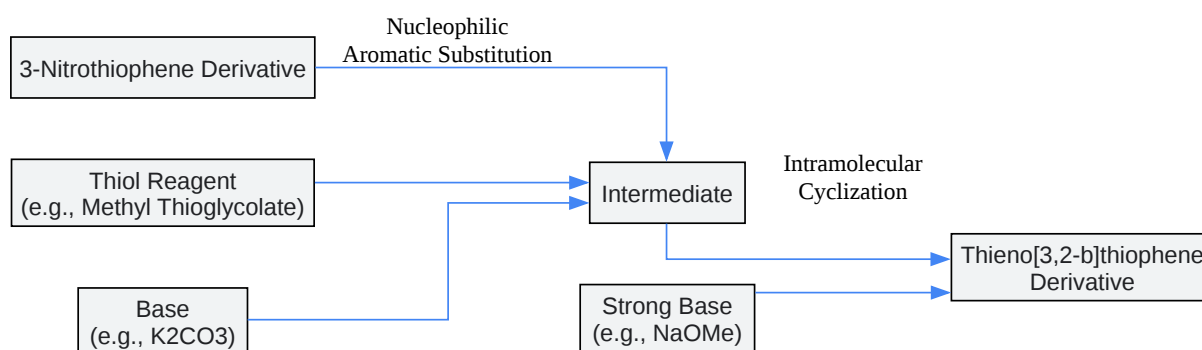 Nucleophilic
Aromatic Substitution
3-Nitrothiophene Derivative
Thiol Reagent
(e.g., Methyl Thioglycolate)
Intermediate
Intramolecular
Cyclization
Thieno[3,2-b]thiophene
Derivative
Base
(e.g., K2CO3)
Strong Base
(e.g., NaOMe)